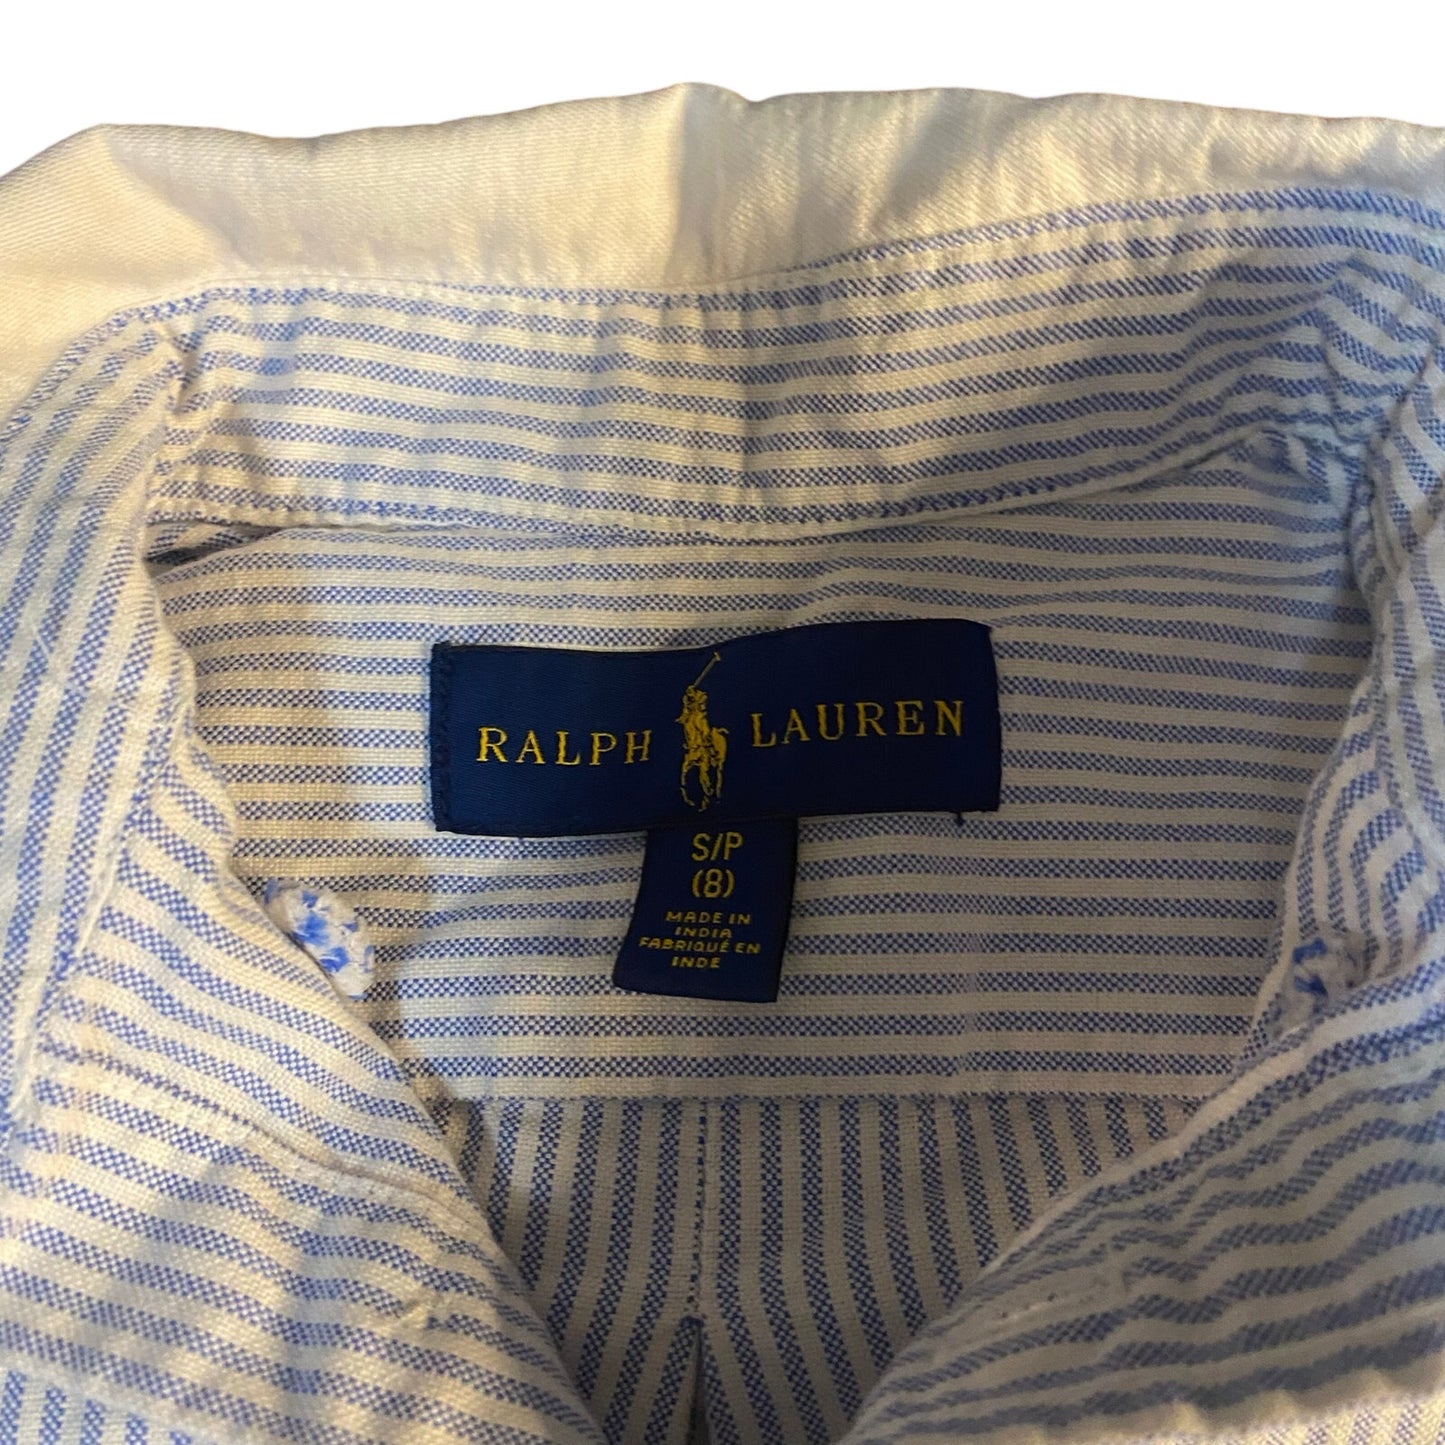 RALPH LAUREN
S/P
(8)
MADE IN
INDIA
FABRIQUÉ EN
INDE